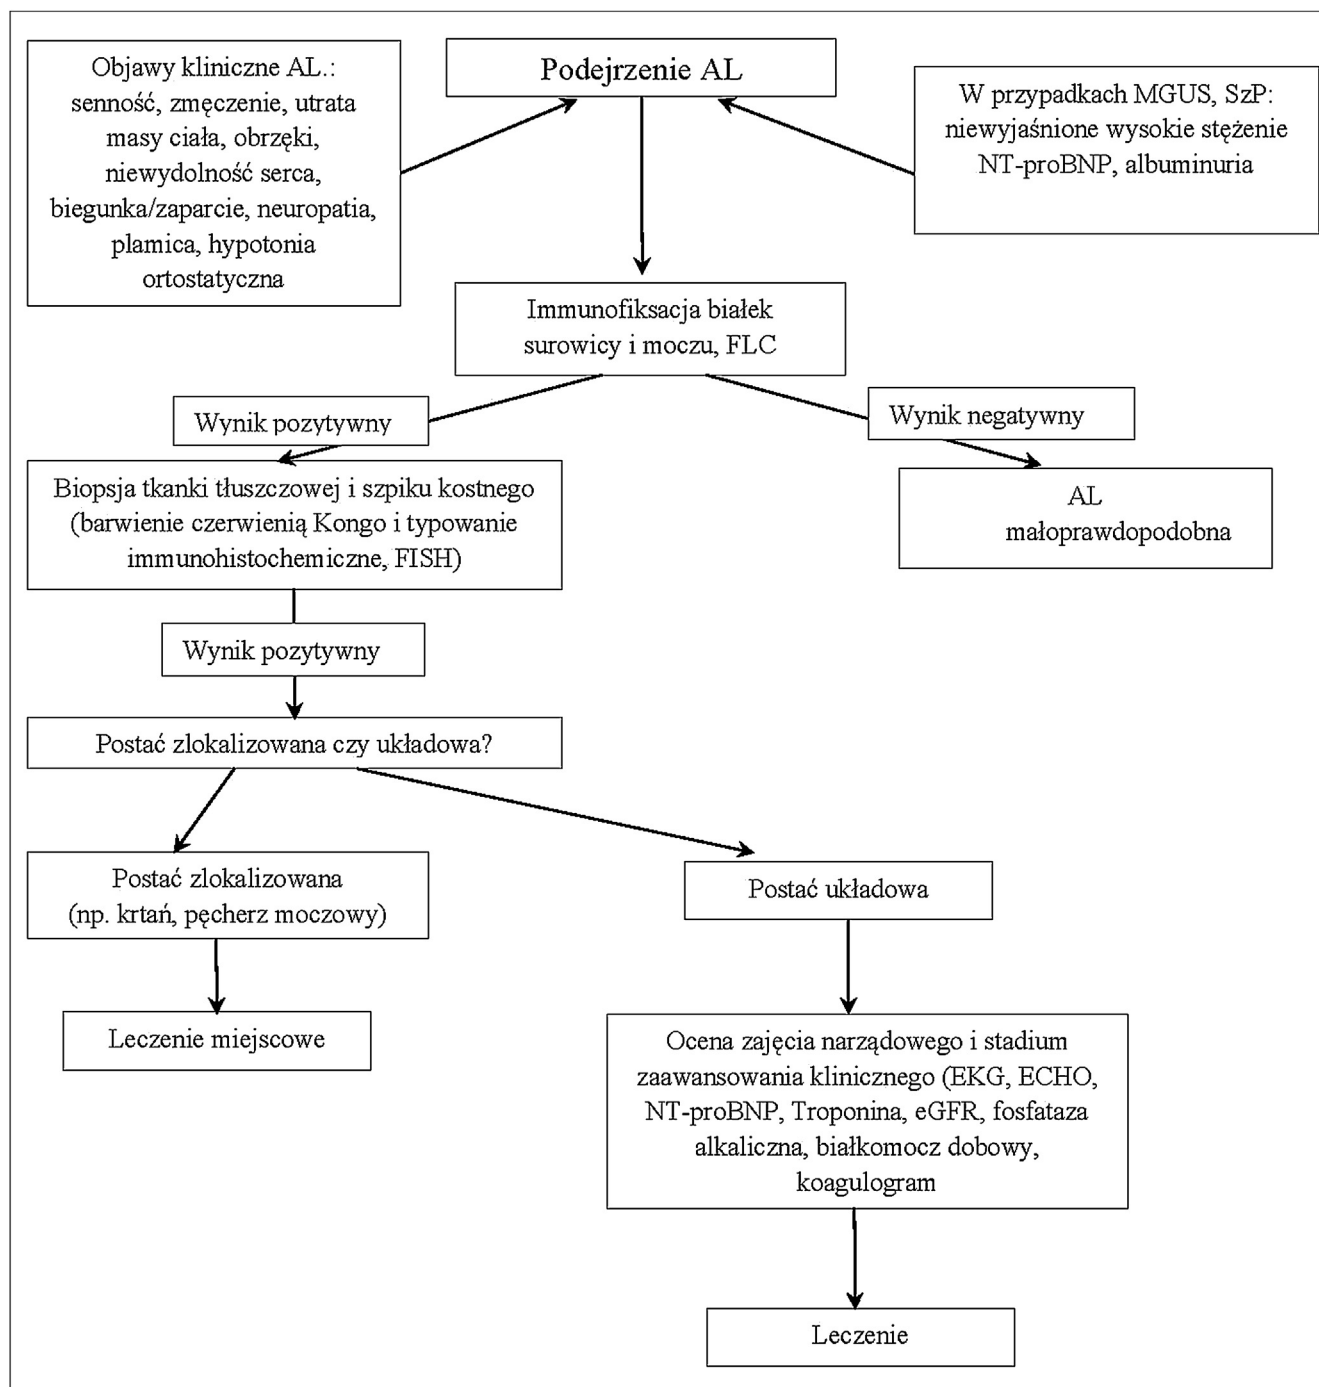 Objawy kliniczne AL.:
senność, zmęczenie, utrata
masy ciała, obrzęki,
niewydolność serca,
biegunka/zaparcie, neuropatia,
plamica, hypotonia
ortostatyczna
Podejrzenie AL
W przypadkach MGUS, SzP:
niewyjaśnione wysokie stężenie
NT-proBNP, albuminuria
Immunofiksacja białek
surowicy i moczu, FLC
Wynik pozytywny
Wynik negatywny
Biopsja tkanki tłuszczowej i szpiku kostnego
(barwienie czerwienią Kongo i typowanie
immunohistochemiczne, FISH)
AL
małoprawdopodobna
Wynik pozytywny
Postać zlokalizowana czy układowa?
Postać zlokalizowana
(np. krtań, pęcherz moczowy)
Postać układowa
Leczenie miejscowe
Ocena zajęcia narządowego i stadium
zaawansowania klinicznego (EKG, ECHO,
NT-proBNP, Troponina, eGFR, fosfataza
alkaliczna, białkomocz dobowy,
koagulogram
Leczenie